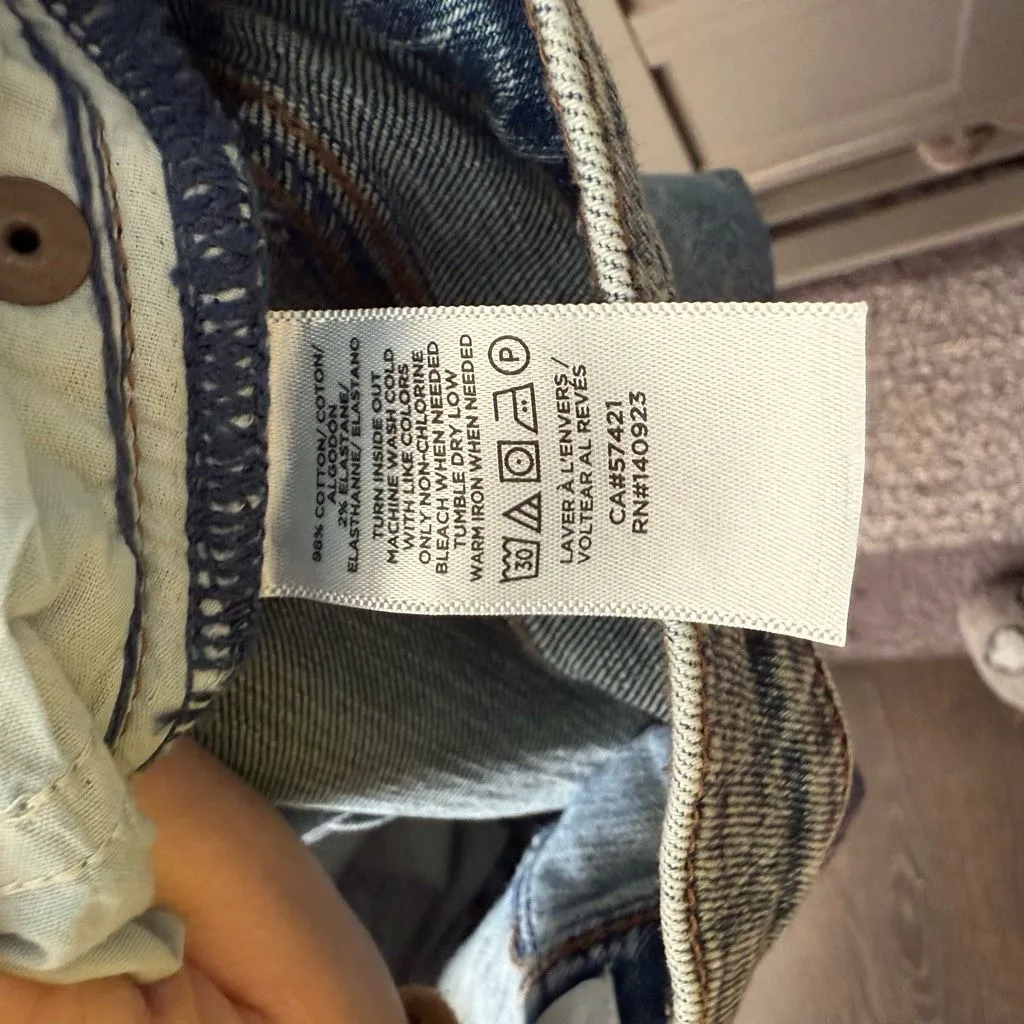 98% COTTON/ COTON/
ALGODON
2% ELASTANE/
ELASTHANNE/ ELASTANO
TURN INSIDE OUT
MACHINE WASH COLD
WITH LIKE COLORS
ONLY NON-CHLORINE
BLEACH WHEN NEEDED
TUMBLE DRY LOW
WARM IRON WHEN NEEDED
30 P
LAVER À L'ENVERS /
VOLTEAR AL REVÉS
CA#57421
RN#140923